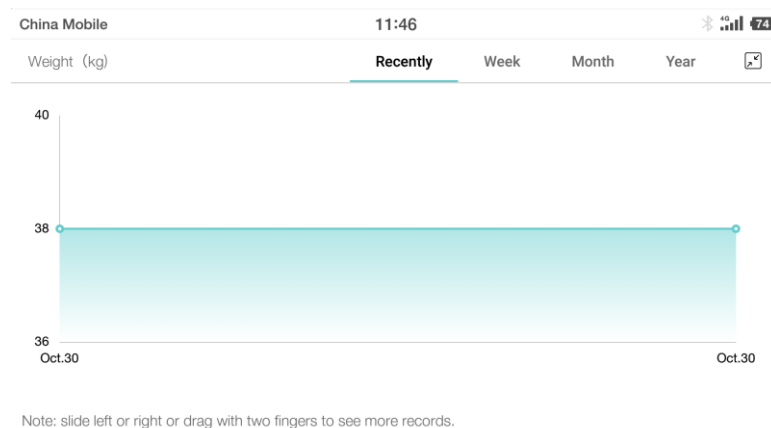 China Mobile 11:46 4G 74
Weight（kg） Recently Week Month Year
40
38
36
Oct.30 Oct.30
Note: slide left or right or drag with two fingers to see more records.